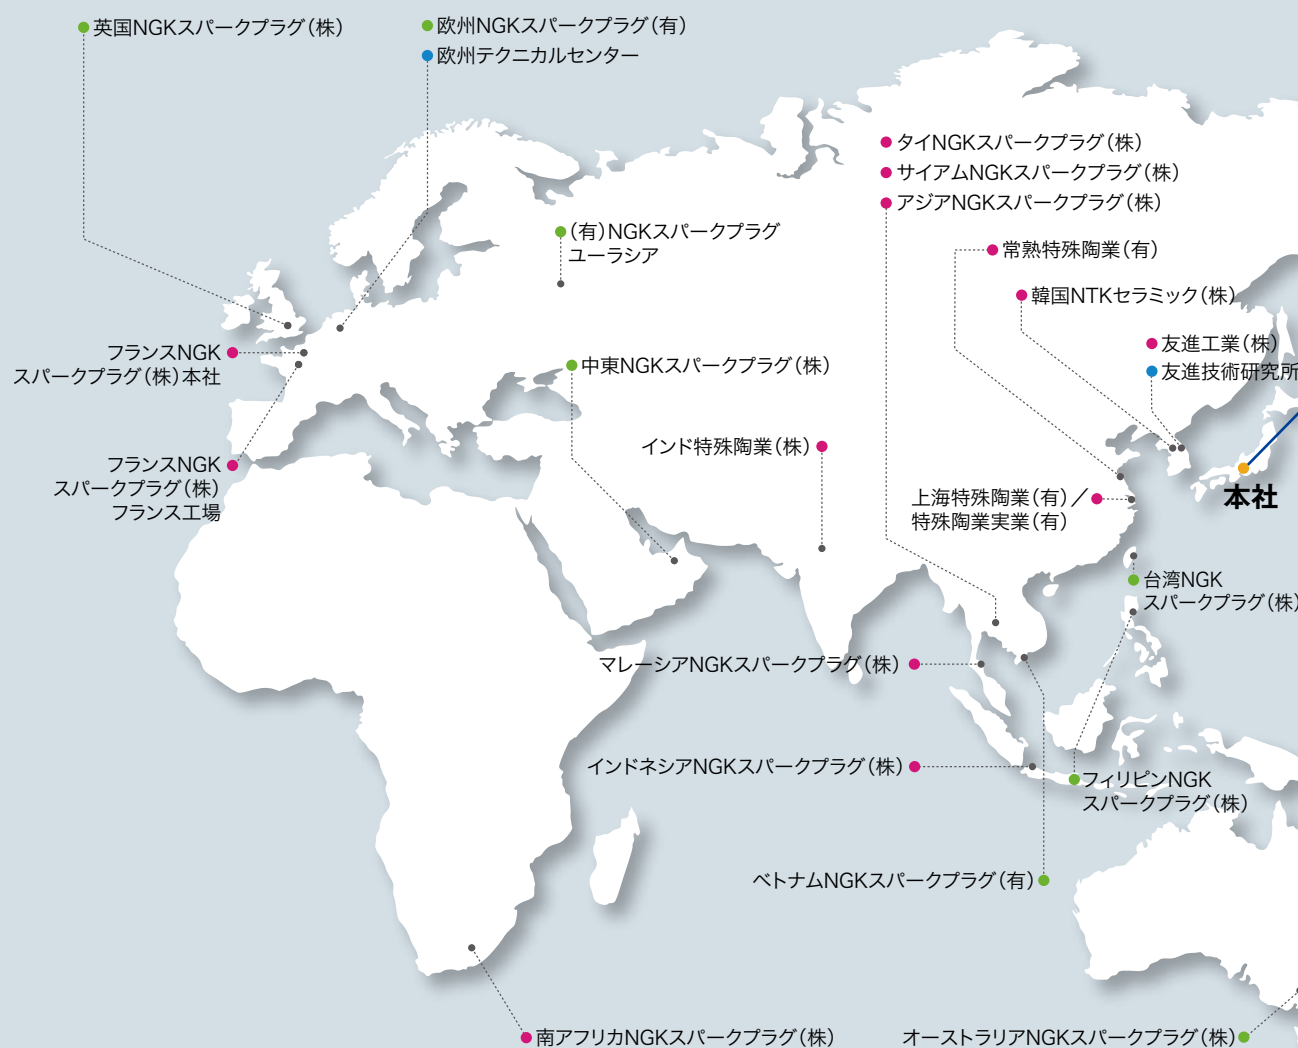 英国NGKスパークプラグ(株)
欧州NGKスパークプラグ(有)
欧州テクニカルセンター
タイNGKスパークプラグ(株)
サイアムNGKスパークプラグ(株)
アジアNGKスパークプラグ(株)
(有)NGKスパークプラグ
ユーラシア
常熟特殊陶業(有)
韓国NTKセラミック(株)
友進工業(株)
友進技術研究所
フランスNGK
スパークプラグ(株)本社
中東NGKスパークプラグ(株)
インド特殊陶業(株)
フランスNGK
スパークプラグ(株)
フランス工場
本社
上海特殊陶業(有)/
特殊陶業実業(有)
台湾NGK
スパークプラグ(株)
マレーシアNGKスパークプラグ(株)
インドネシアNGKスパークプラグ(株)
フィリピンNGK
スパークプラグ(株)
ベトナムNGKスパークプラグ(有)
南アフリカNGKスパークプラグ(株)
オーストラリアNGKスパークプラグ(株)